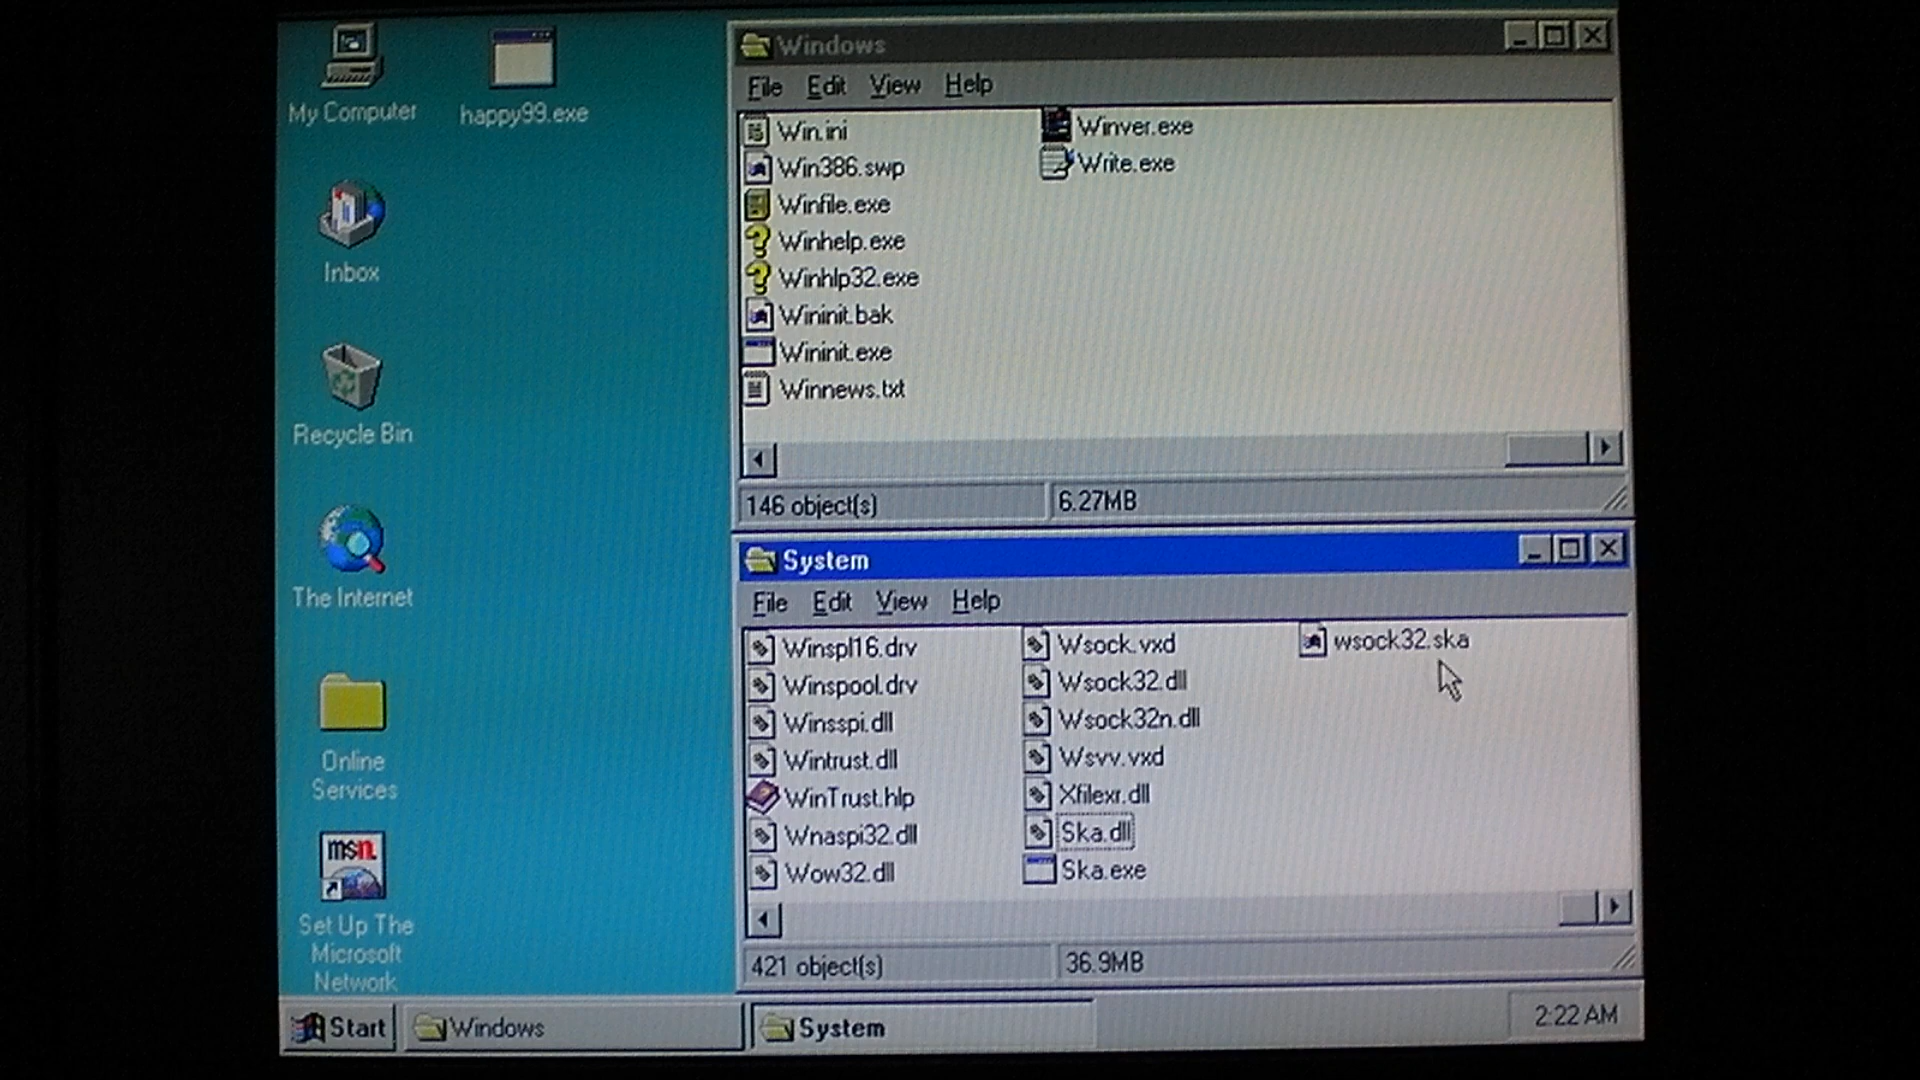 My Computer
happy99.exe
Inbox
Recycle Bin
The Internet
Online
Services
msn.
Set Up The
Microsoft
Network
Windows
File Edit View Help
Win.ini
Win386.swp
Winfile.exe
Winhelp.exe
Winhlp32.exe
Wininit.bak
Wininit.exe
Winnews.txt
Winver.exe
Write.exe
146 object(s)
6.27MB
System
File Edit View Help
Winspl16.drv
Winspool.drv
Winsspi.dll
Wintrust.dll
WinTrust.hlp
Wnaspi32.dll
Wow32.dll
Wsock.vxd
Wsock32.dll
Wsock32n.dll
Wsvv.vxd
Xfilexr.dll
Ska.dll
Ska.exe
wsock32.ska
421 object(s)
36.9MB
Start
Windows
System
2:22 AM